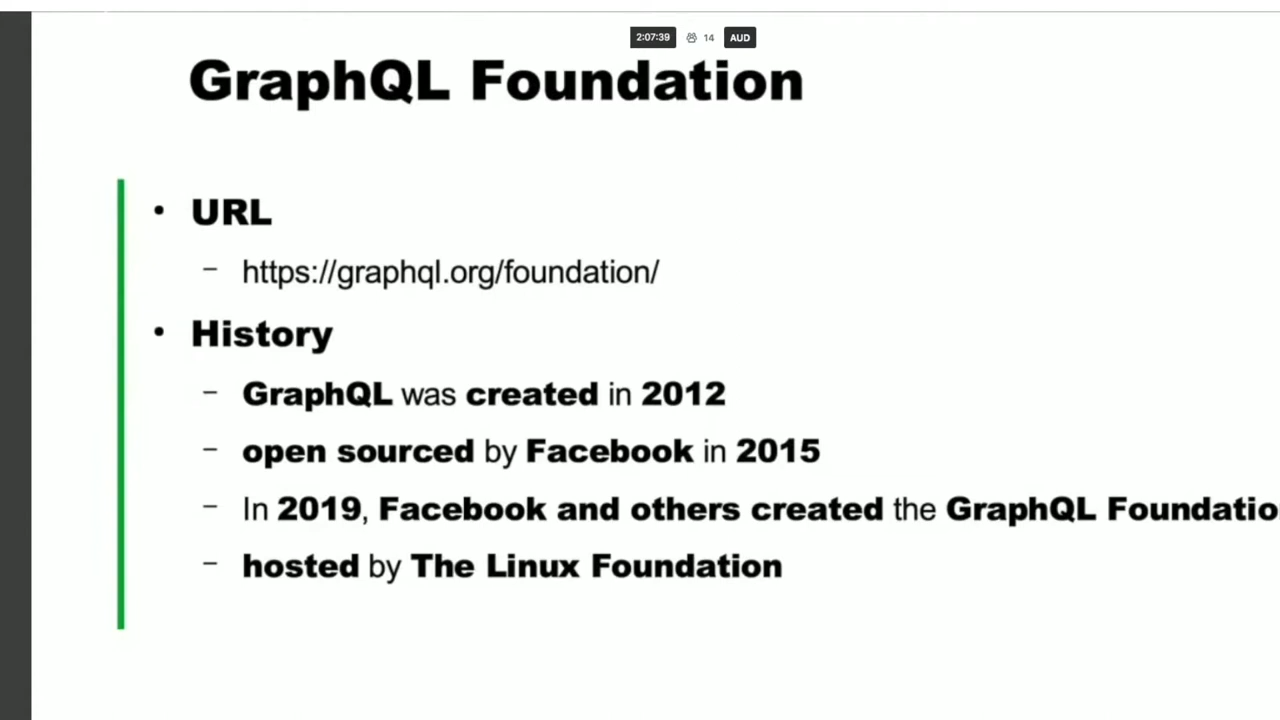 2:07:39 14 AUD
GraphQL Foundation
• URL
– https://graphql.org/foundation/
• History
– GraphQL was created in 2012
– open sourced by Facebook in 2015
– In 2019, Facebook and others created the GraphQL Foundatio
– hosted by The Linux Foundation